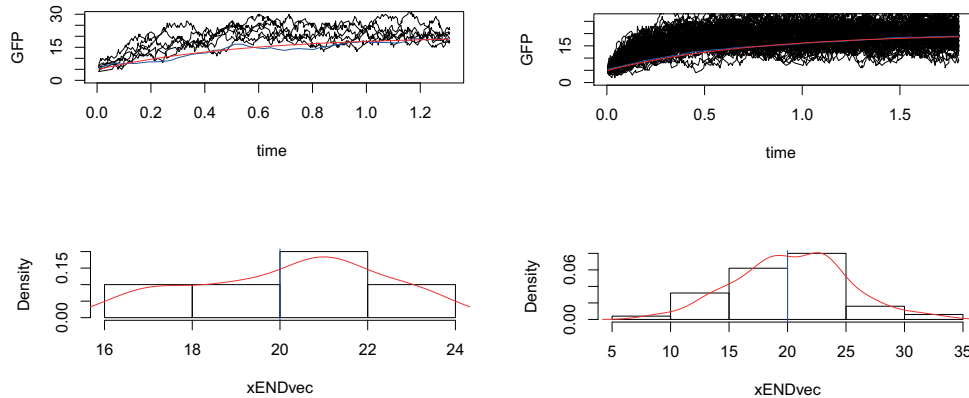 GFP
0 15 30
0.0 0.2 0.4 0.6 0.8 1.0 1.2
time
GFP
0 15
0.0 0.5 1.0 1.5
time
Density
0.00 0.15
16 18 20 22 24
xENDvec
Density
0.00 0.06
5 10 15 20 25 30 35
xENDvec